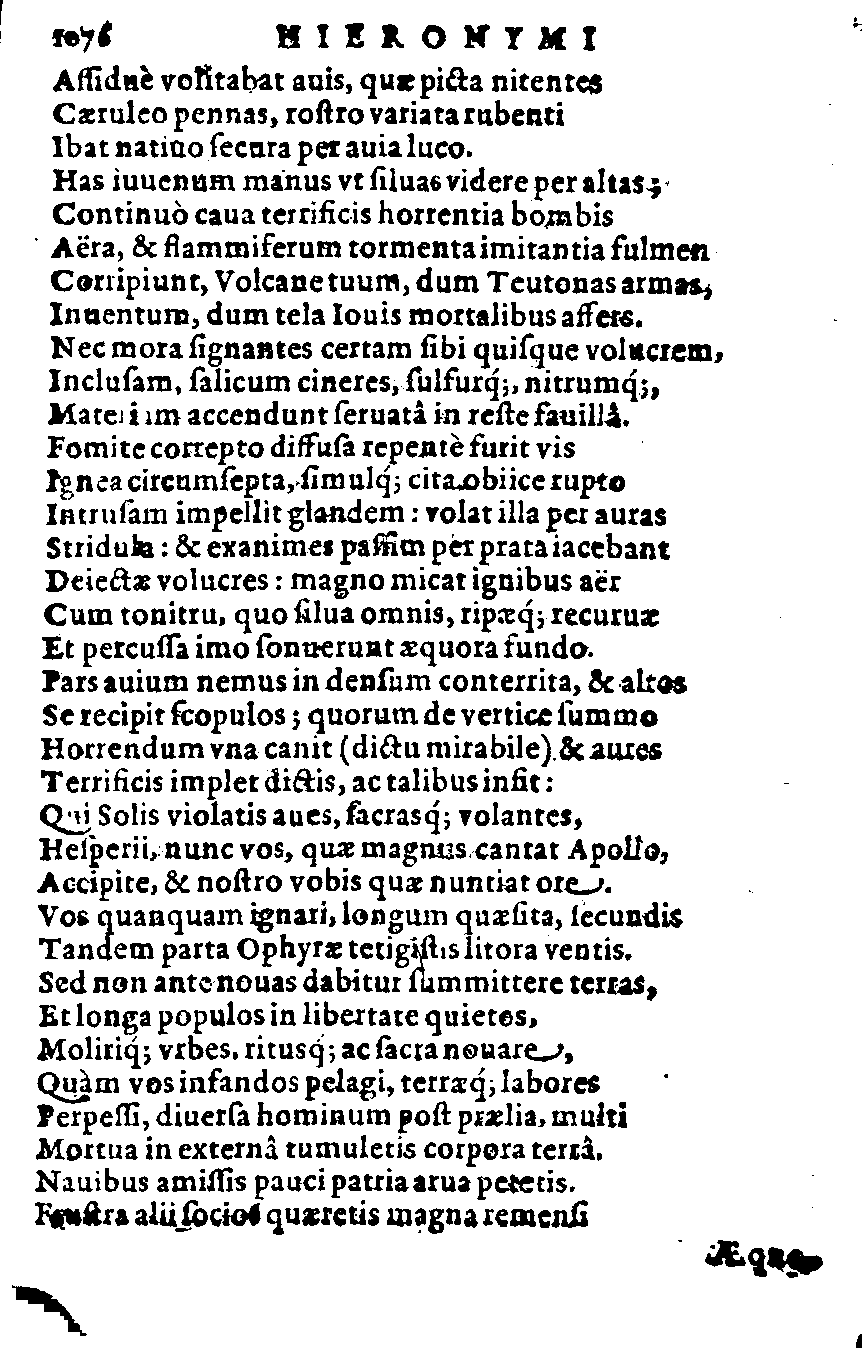 1076 HIERONYMI
Aſſiduè volitabat auis, quæ picta nitentes
Cæruleo pennas, roſtro variata rubenti
Ibat natiuo ſecura per auia luco.
Has iuuenum manus vt ſiluas videre per altas;
Continuò caua terrificis horrentia bombis
Aëra, & flammiferum tormenta imitantia fulmen
Corripiunt, Volcane tuum, dum Teutonas armas,
Inuentum, dum tela Iouis mortalibus affers.
Nec mora ſignantes certam ſibi quiſque volucrem,
Incluſam, ſalicum cineres, ſulfurq́;, nitrumq́;,
Materiam accendunt ſeruatâ in reſte fauillâ.
Fomite correpto diffuſa repentè furit vis
Ignea circumſepta, ſimulq́; cita obiice rupto
Intruſam impellit glandem : volat illa per auras
Stridula : & exanimes paſſim per prata iacebant
Deiectæ volucres : magno micat ignibus aër
Cum tonitru, quo ſilua omnis, ripæq́; recuruæ
Et percuſſa imo ſonuerunt æquora fundo.
Pars auium nemus in denſum conterrita, & altos
Se recipit ſcopulos ; quorum de vertice ſummo
Horrendum vna canit (dictu mirabile) & aures
Terrificis implet dictis, ac talibus infit :
Qui Solis violatis aues, ſacrasq́; volantes,
Heſperii, nunc vos, quæ magnus cantat Apollo,
Accipite, & noſtro vobis quæ nuntiat ore.
Vos quanquam ignari, longum quæſita, ſecundis
Tandem parta Ophyræ tetigiſtis litora ventis.
Sed non ante nouas dabitur ſummittere terras,
Et longa populos in libertate quietos,
Moliriq́; vrbes, ritusq́; ac ſacra nouare,
Quàm vos infandos pelagi, terræq́; labores
Perpeſſi, diuerſa hominum poſt prælia, multi
Mortua in externâ tumuletis corpora terrâ.
Nauibus amiſſis pauci patria arua petetis.
Fruſtra alii ſocios quæretis magna remenſi
Æquo-